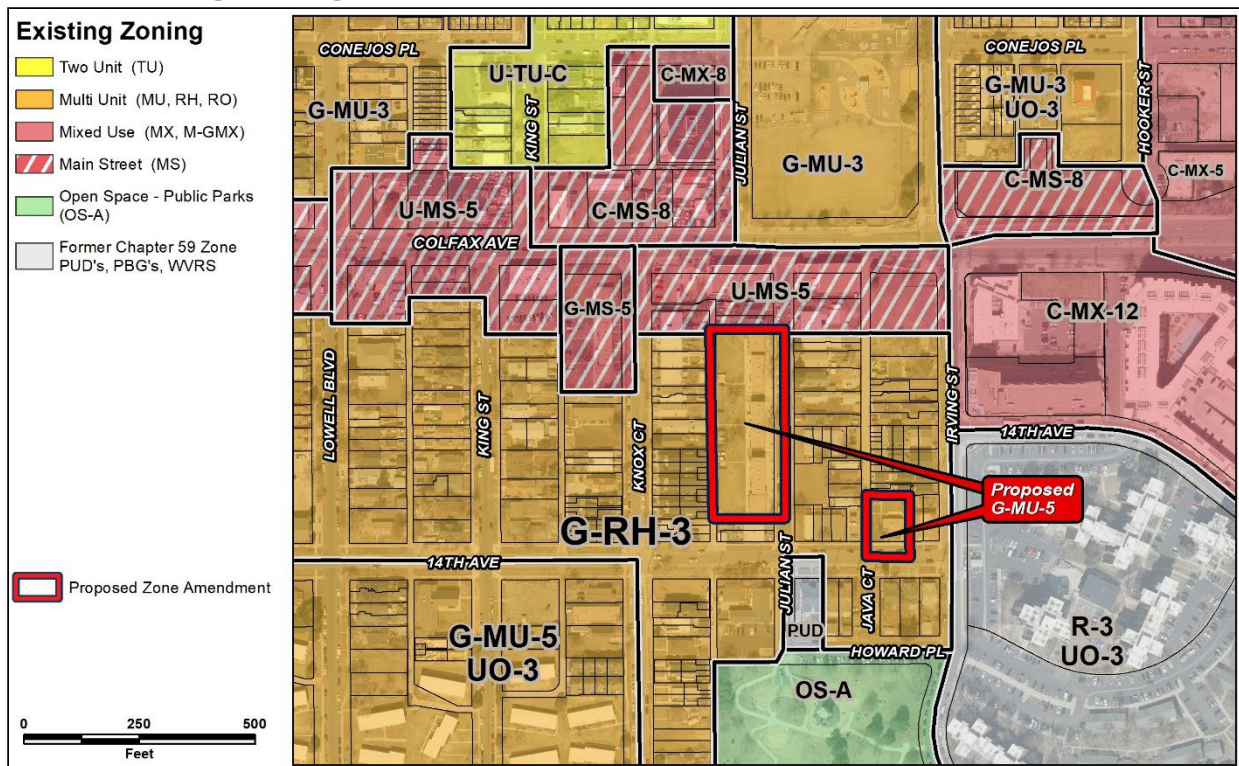 Existing Zoning
Two Unit (TU)
Multi Unit (MU, RH, RO)
Mixed Use (MX, M-GMX)
Main Street (MS)
Open Space - Public Parks
(OS-A)
Former Chapter 59 Zone
PUD's, PBG's, WVRS
Proposed Zone Amendment
0 250 500
Feet
CONEJOS PL
U-TU-C
C-MX-8
CONEJOS PL
G-MU-3
KING ST
JULIAN ST
G-MU-3
UO-3
HOOKER ST
G-MU-3
C-MX-5
U-MS-5
C-MS-8
C-MS-8
COLFAX AVE
G-MS-5
U-MS-5
C-MX-12
LOWELL BLVD
KING ST
KNOX CT
IRVING ST
14TH AVE
Proposed
G-MU-5
G-RH-3
14TH AVE
JULIAN ST
JAVA CT
G-MU-5
UO-3
PUD
HOWARD PL
R-3
UO-3
OS-A